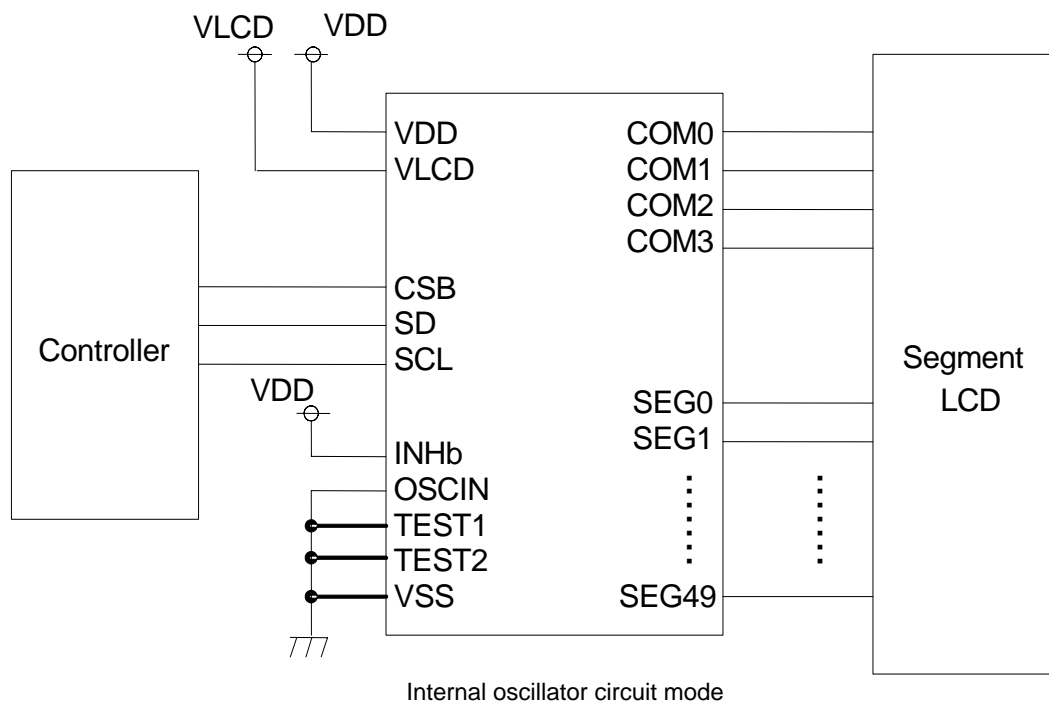 VLCD
VDD
VDD
VLCD
CSB
SD
SCL
VDD
INHb
OSCIN
TEST1
TEST2
VSS
COM0
COM1
COM2
COM3
SEG0
SEG1
SEG49
Controller
Segment
LCD
Internal oscillator circuit mode